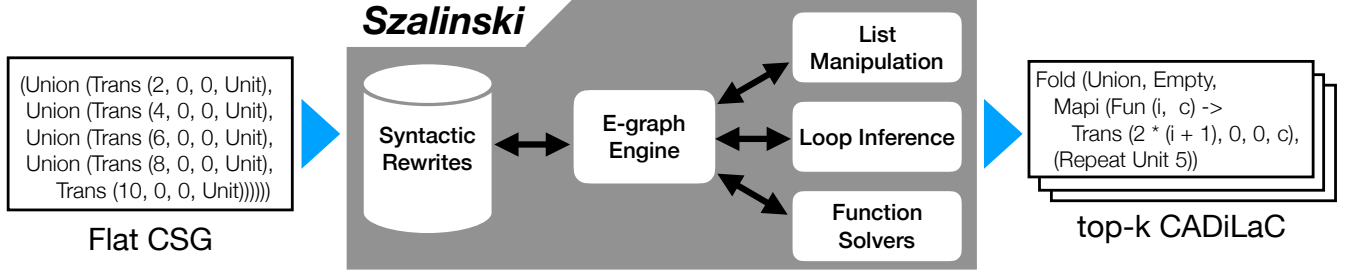 (Union (Trans (2, 0, 0, Unit),
Union (Trans (4, 0, 0, Unit),
Union (Trans (6, 0, 0, Unit),
Union (Trans (8, 0, 0, Unit),
Trans (10, 0, 0, Unit))))))
Flat CSG
Szalinski
Syntactic
Rewrites
E-graph
Engine
List
Manipulation
Loop Inference
Function
Solvers
Fold (Union, Empty,
Mapi (Fun (i, c) ->
Trans (2 * (i + 1), 0, 0, c),
(Repeat Unit 5))
top-k CADiLaC